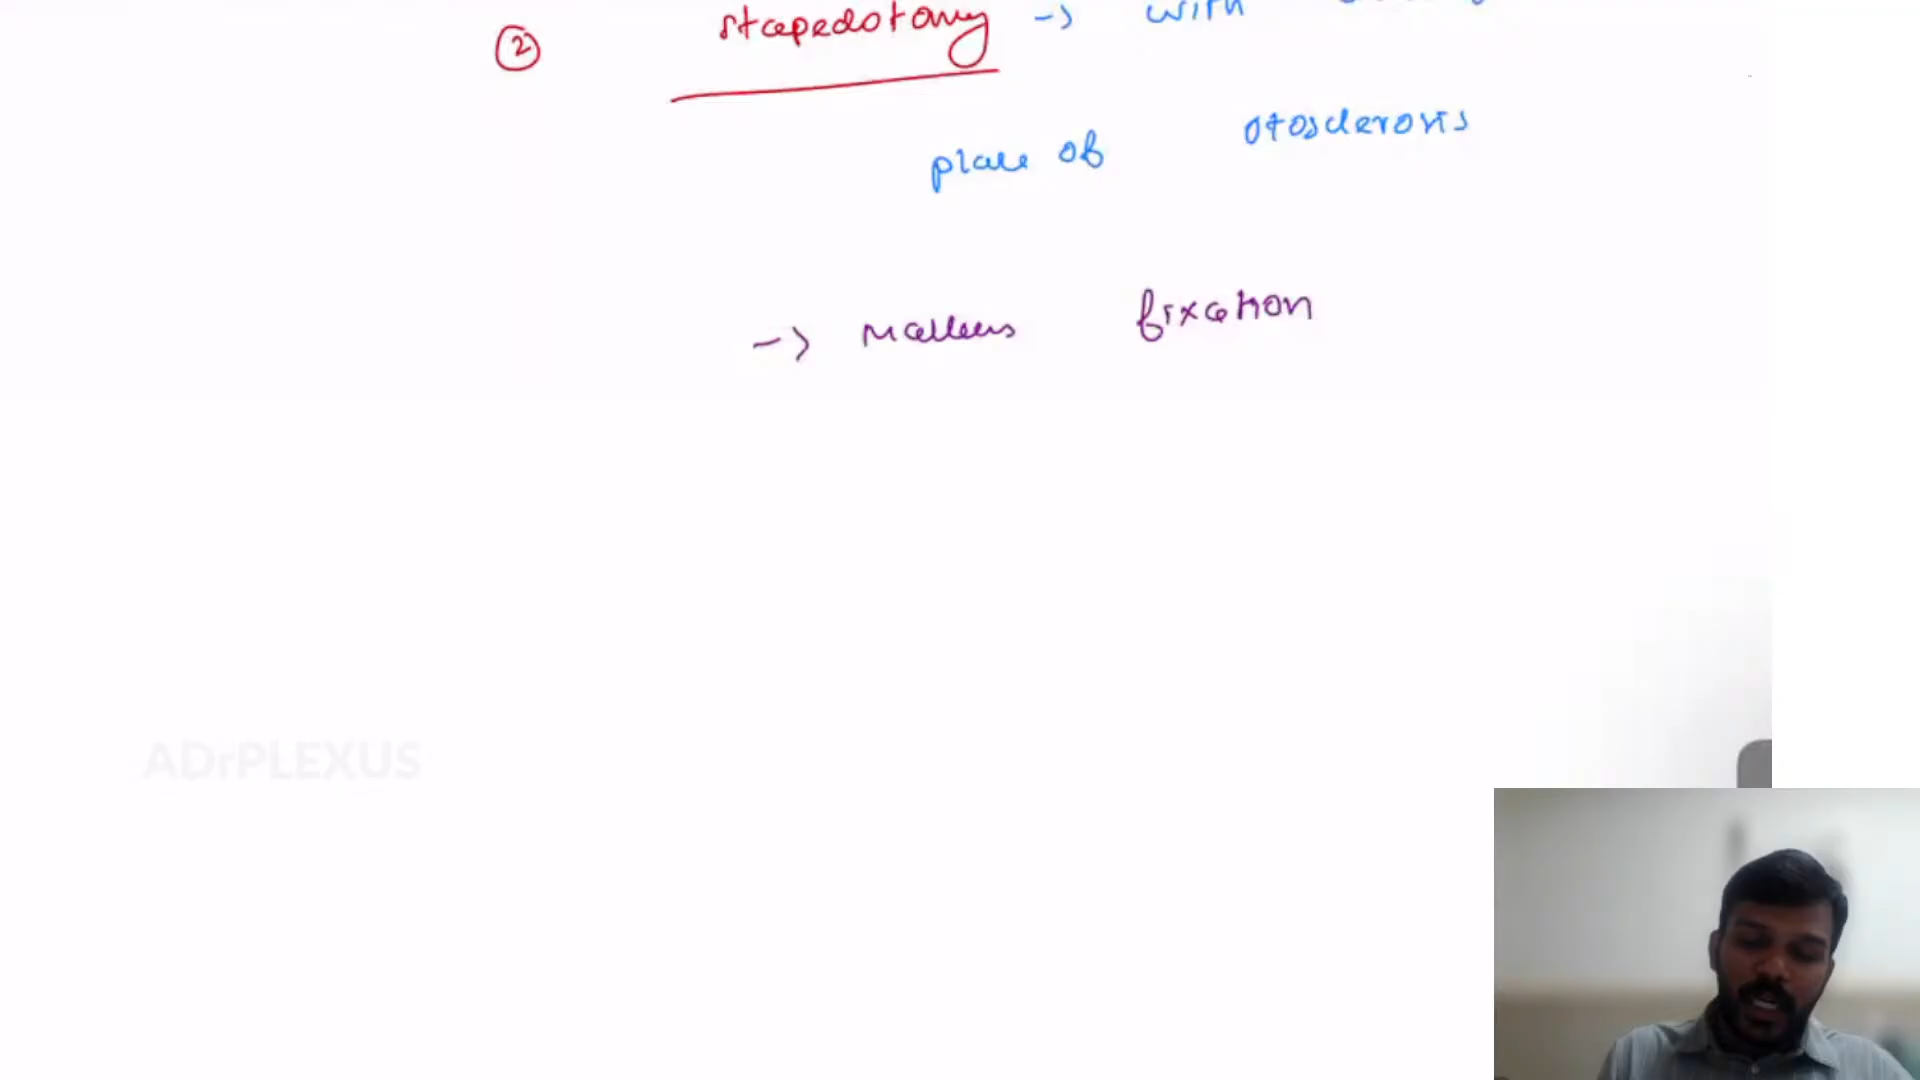 ② stapedotomy -> with
place of otosclerosis
-> Malleus fixation
ADrPLEXUS